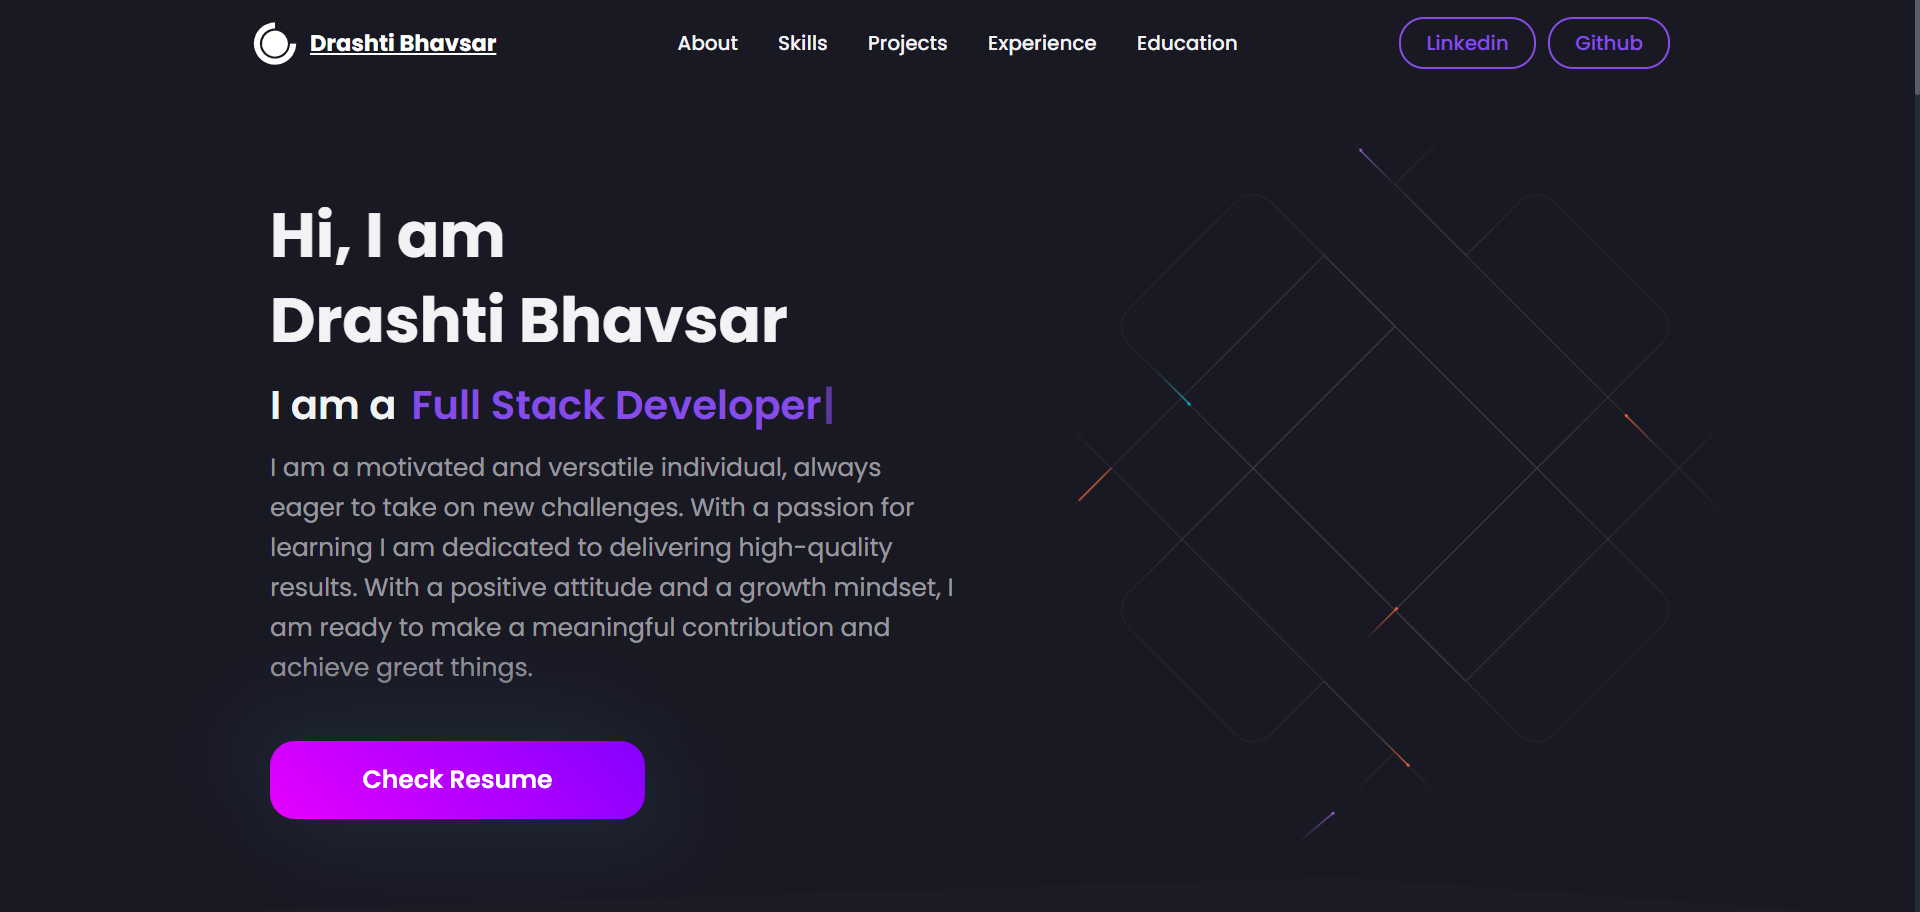 Drashti Bhavsar
About
Skills
Projects
Experience
Education
Linkedin
Github
Hi, I am
Drashti Bhavsar
I am a Full Stack Developer|
I am a motivated and versatile individual, always
eager to take on new challenges. With a passion for
learning I am dedicated to delivering high-quality
results. With a positive attitude and a growth mindset, I
am ready to make a meaningful contribution and
achieve great things.
Check Resume